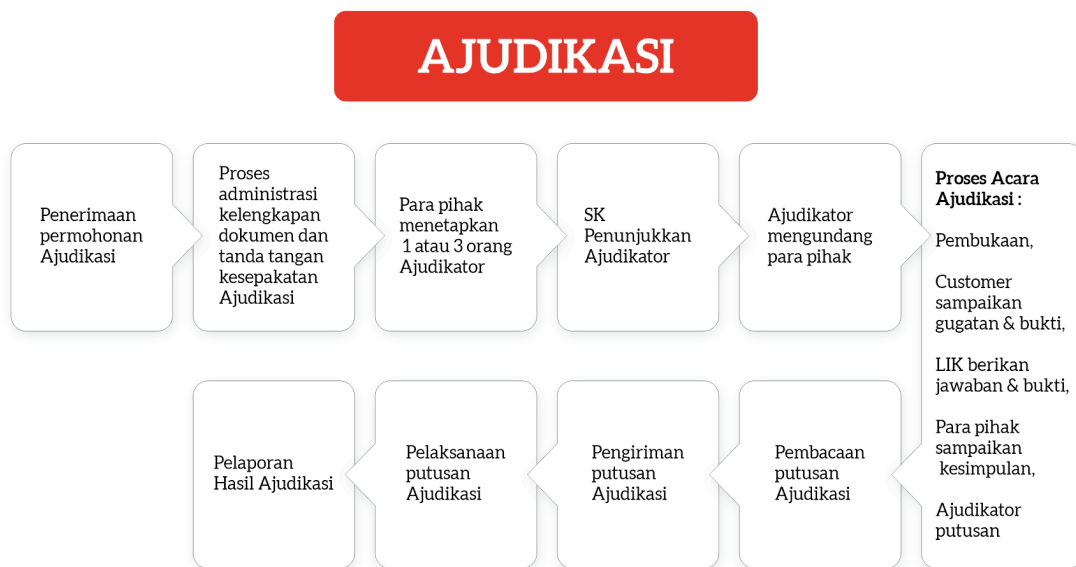 AJUDIKASI
Penerimaan
permohonan
Ajudikasi
Proses
administrasi
kelengkapan
dokumen dan
tanda tangan
kesepakatan
Ajudikasi
Para pihak
menetapkan
1 atau 3 orang
Ajudikator
SK
Penunjukkan
Ajudikator
Ajudikator
mengundang
para pihak
Proses Acara
Ajudikasi :
Pembukaan,
Customer
sampaikan
gugatan & bukti,
LIK berikan
jawaban & bukti,
Para pihak
sampaikan
kesimpulan,
Ajudikator
putusan
Pembacaan
putusan
Ajudikasi
Pengiriman
putusan
Ajudikasi
Pelaksanaan
putusan
Ajudikasi
Pelaporan
Hasil Ajudikasi